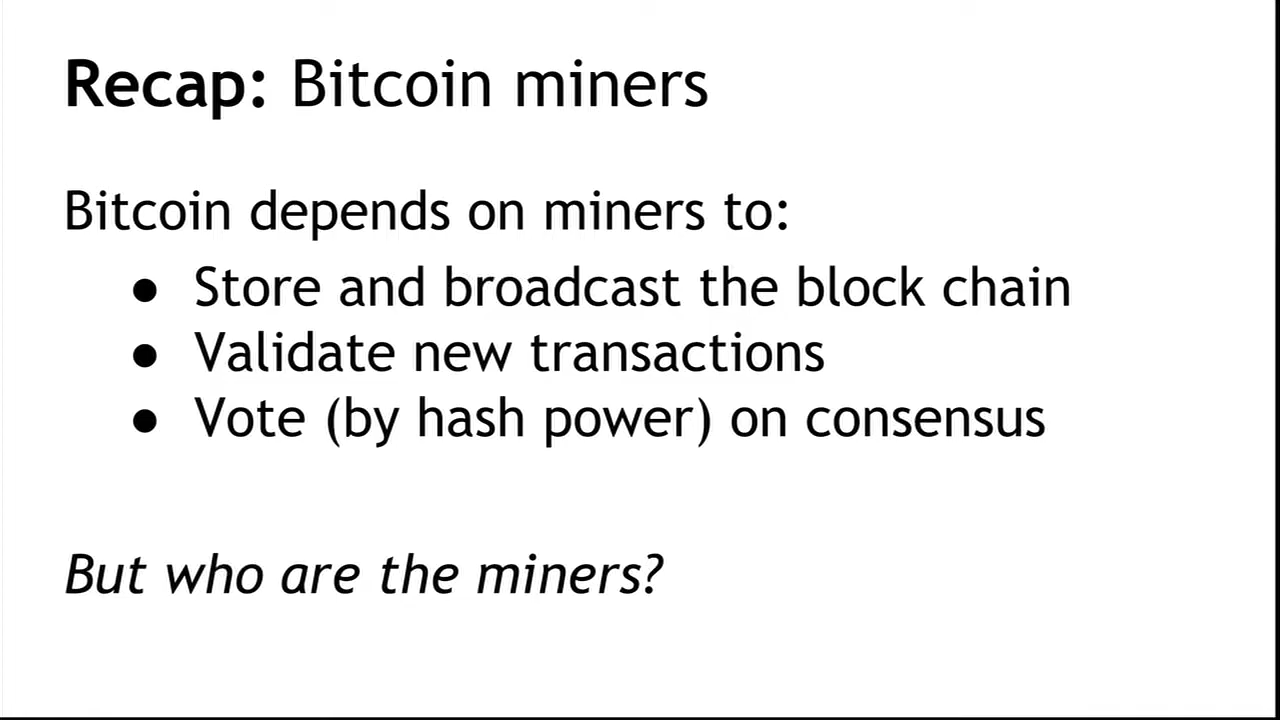 Recap: Bitcoin miners
Bitcoin depends on miners to:
● Store and broadcast the block chain
● Validate new transactions
● Vote (by hash power) on consensus
But who are the miners?